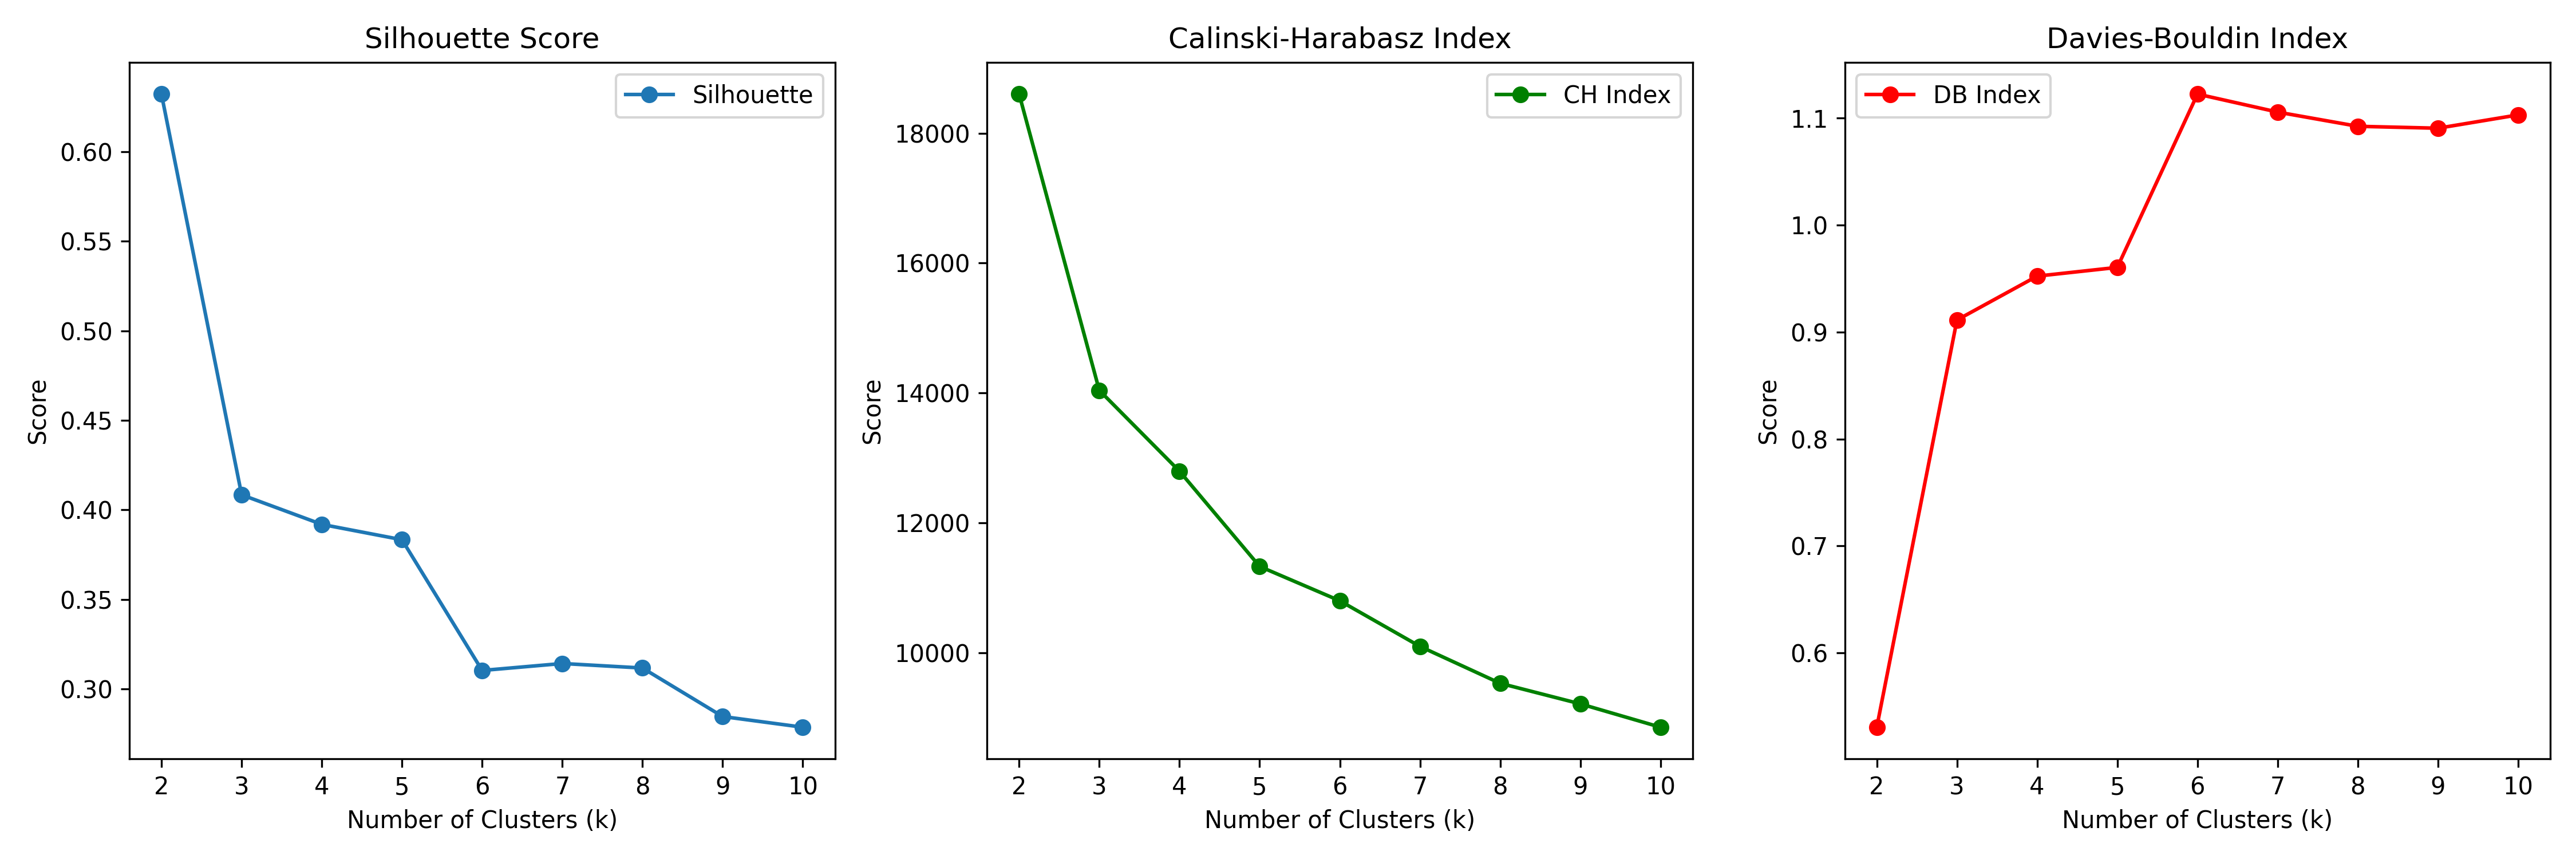 Silhouette Score
Silhouette
0.60
0.55
0.50
0.45
0.40
0.35
0.30
Score
2 3 4 5 6 7 8 9 10
Number of Clusters (k)
Calinski-Harabasz Index
CH Index
18000
16000
14000
12000
10000
Score
2 3 4 5 6 7 8 9 10
Number of Clusters (k)
Davies-Bouldin Index
DB Index
1.1
1.0
0.9
0.8
0.7
0.6
Score
2 3 4 5 6 7 8 9 10
Number of Clusters (k)